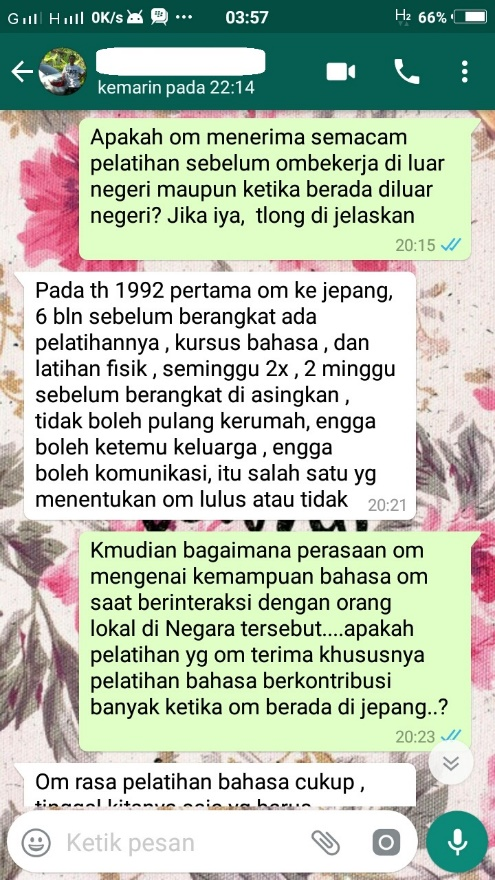 G H 0K/s 03:57 H2 66%
kemarin pada 22:14
Apakah om menerima semacam
pelatihan sebelum ombekerja di luar
negeri maupun ketika berada diluar
negeri? Jika iya, tlong di jelaskan
20:15
Pada th 1992 pertama om ke jepang,
6 bln sebelum berangkat ada
pelatihannya , kursus bahasa , dan
latihan fisik , seminggu 2x , 2 minggu
sebelum berangkat di asingkan ,
tidak boleh pulang kerumah, engga
boleh ketemu keluarga , engga
boleh komunikasi, itu salah satu yg
menentukan om lulus atau tidak
20:21
Kmudian bagaimana perasaan om
mengenai kemampuan bahasa om
saat berinteraksi dengan orang
lokal di Negara tersebut....apakah
pelatihan yg om terima khususnya
pelatihan bahasa berkontribusi
banyak ketika om berada di jepang..?
20:23
Om rasa pelatihan bahasa cukup ,
Ketik pesan